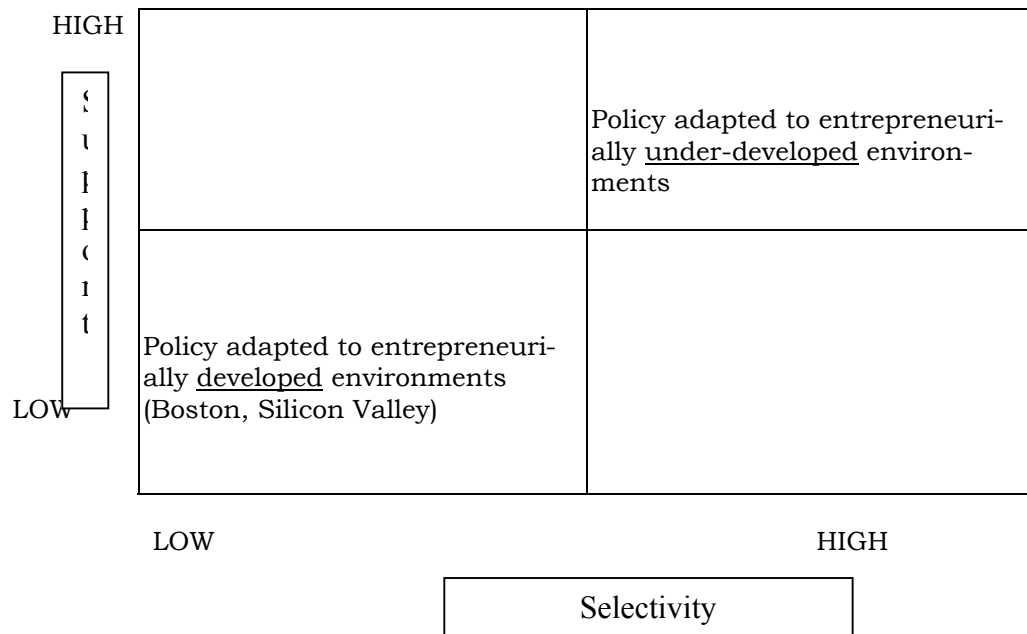 HIGH
Support
Policy adapted to entrepreneuri-
ally under-developed environ-
ments
Policy adapted to entrepreneuri-
ally developed environments
(Boston, Silicon Valley)
LOW
LOW
HIGH
Selectivity